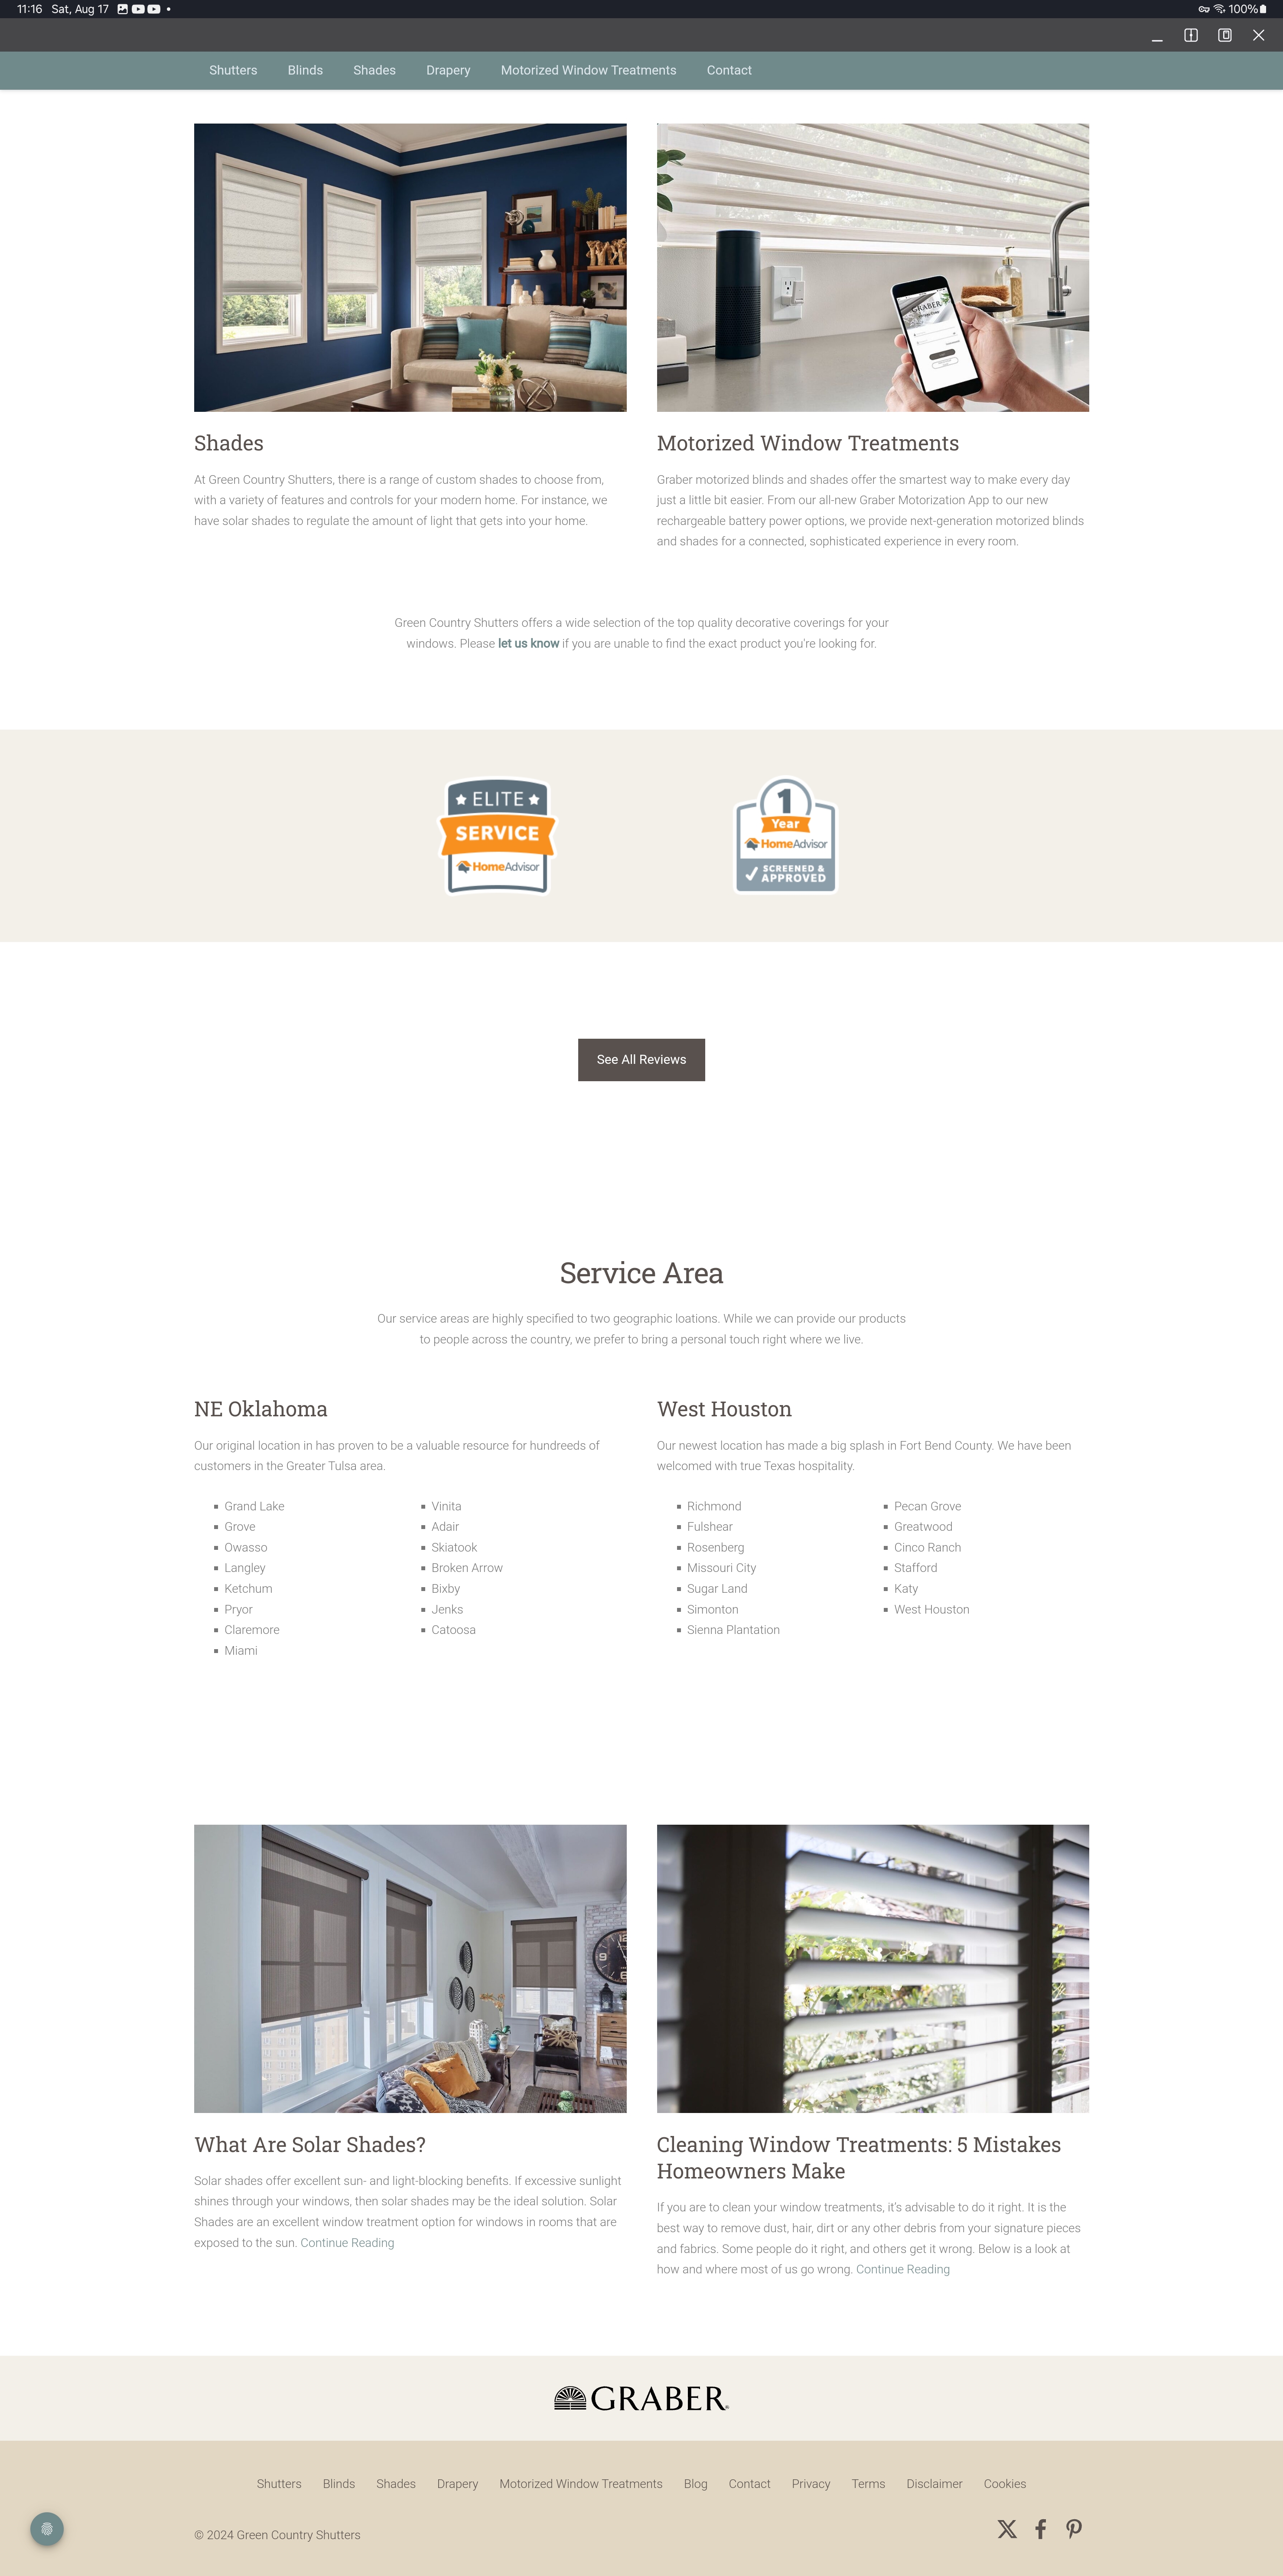 11:16 Sat, Aug 17
100%
Shutters Blinds Shades Drapery Motorized Window Treatments Contact
GRABER
Shades
At Green Country Shutters, there is a range of custom shades to choose from,
with a variety of features and controls for your modern home. For instance, we
have solar shades to regulate the amount of light that gets into your home.
Motorized Window Treatments
Graber motorized blinds and shades offer the smartest way to make every day
just a little bit easier. From our all-new Graber Motorization App to our new
rechargeable battery power options, we provide next-generation motorized blinds
and shades for a connected, sophisticated experience in every room.
Green Country Shutters offers a wide selection of the top quality decorative coverings for your
windows. Please let us know if you are unable to find the exact product you're looking for.
ELITE
SERVICE
HomeAdvisor
1
Year
HomeAdvisor
SCREENED &
APPROVED
See All Reviews
Service Area
Our service areas are highly specified to two geographic loations. While we can provide our products
to people across the country, we prefer to bring a personal touch right where we live.
NE Oklahoma
Our original location in has proven to be a valuable resource for hundreeds of
customers in the Greater Tulsa area.
Grand Lake
Grove
Owasso
Langley
Ketchum
Pryor
Claremore
Miami
Vinita
Adair
Skiatook
Broken Arrow
Bixby
Jenks
Catoosa
West Houston
Our newest location has made a big splash in Fort Bend County. We have been
welcomed with true Texas hospitality.
Richmond
Fulshear
Rosenberg
Missouri City
Sugar Land
Simonton
Sienna Plantation
Pecan Grove
Greatwood
Cinco Ranch
Stafford
Katy
West Houston
What Are Solar Shades?
Solar shades offer excellent sun- and light-blocking benefits. If excessive sunlight
shines through your windows, then solar shades may be the ideal solution. Solar
Shades are an excellent window treatment option for windows in rooms that are
exposed to the sun. Continue Reading
Cleaning Window Treatments: 5 Mistakes
Homeowners Make
If you are to clean your window treatments, it's advisable to do it right. It is the
best way to remove dust, hair, dirt or any other debris from your signature pieces
and fabrics. Some people do it right, and others get it wrong. Below is a look at
how and where most of us go wrong. Continue Reading
GRABER
Shutters Blinds Shades Drapery Motorized Window Treatments Blog Contact Privacy Terms Disclaimer Cookies
© 2024 Green Country Shutters